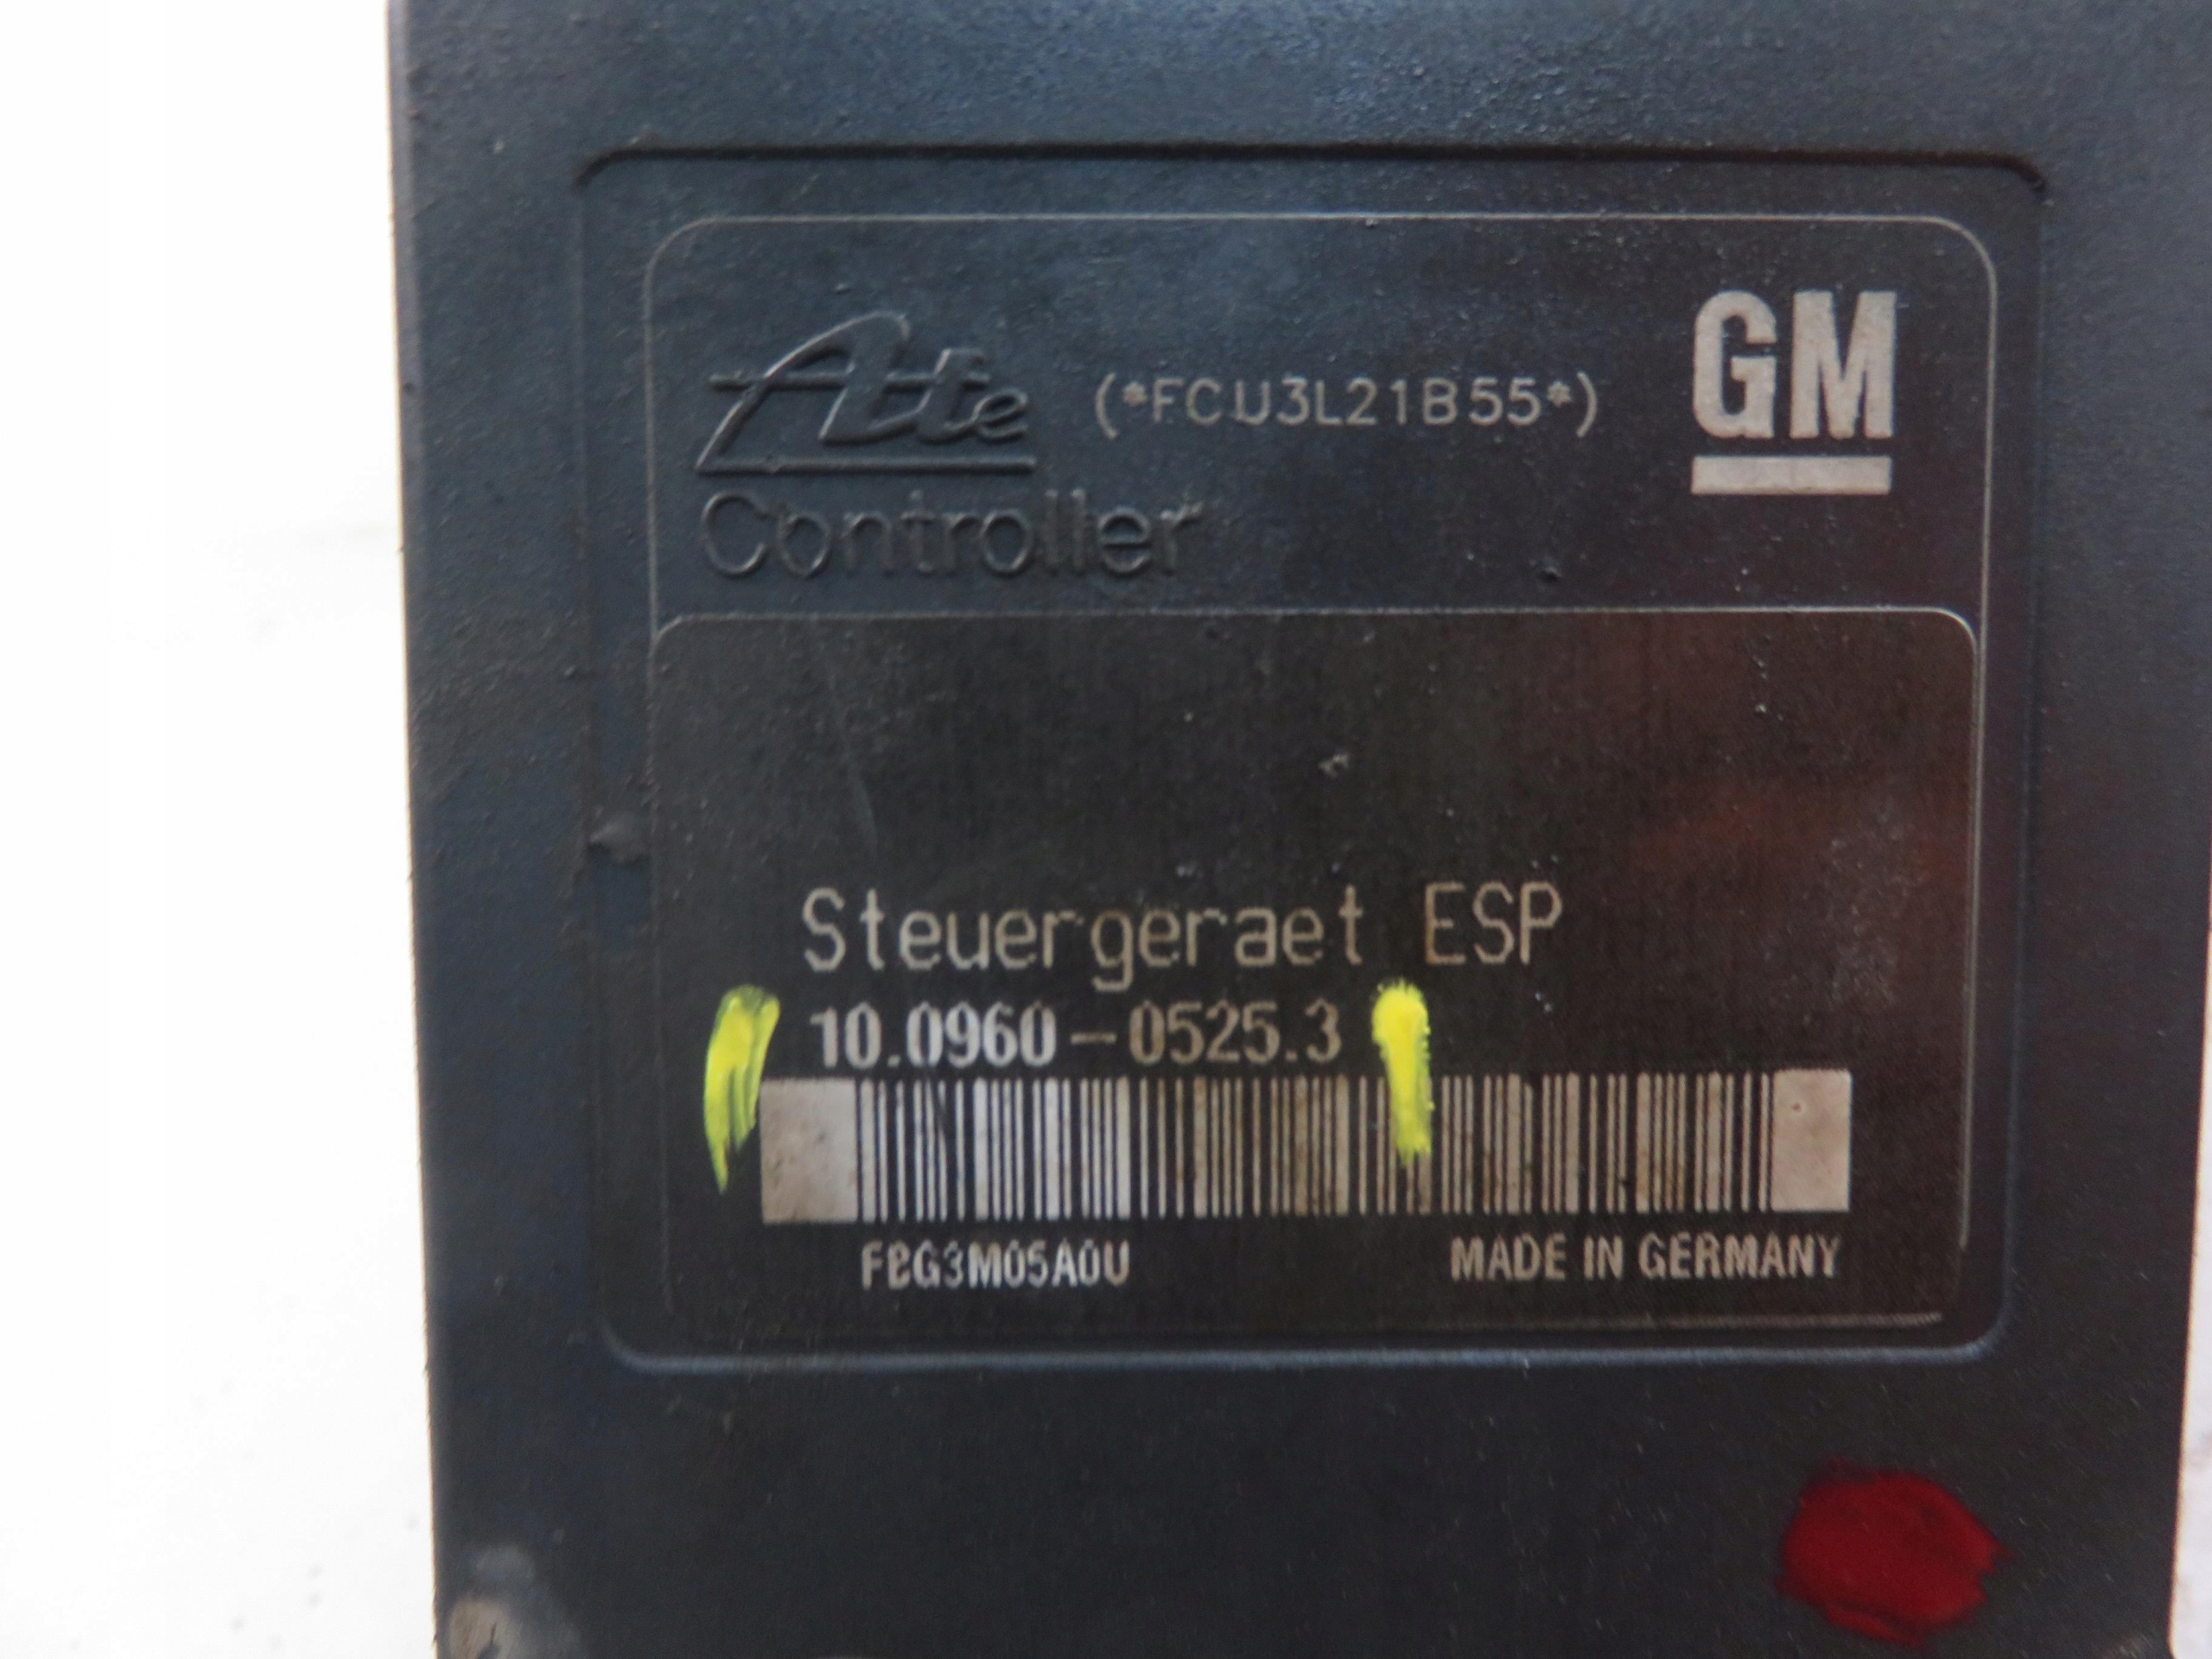 Ate
(*FCU3L21B55*)
GM
Controller
Steuergeraet ESP
10.0960-0525.3
FBG3M05A0U
MADE IN GERMANY